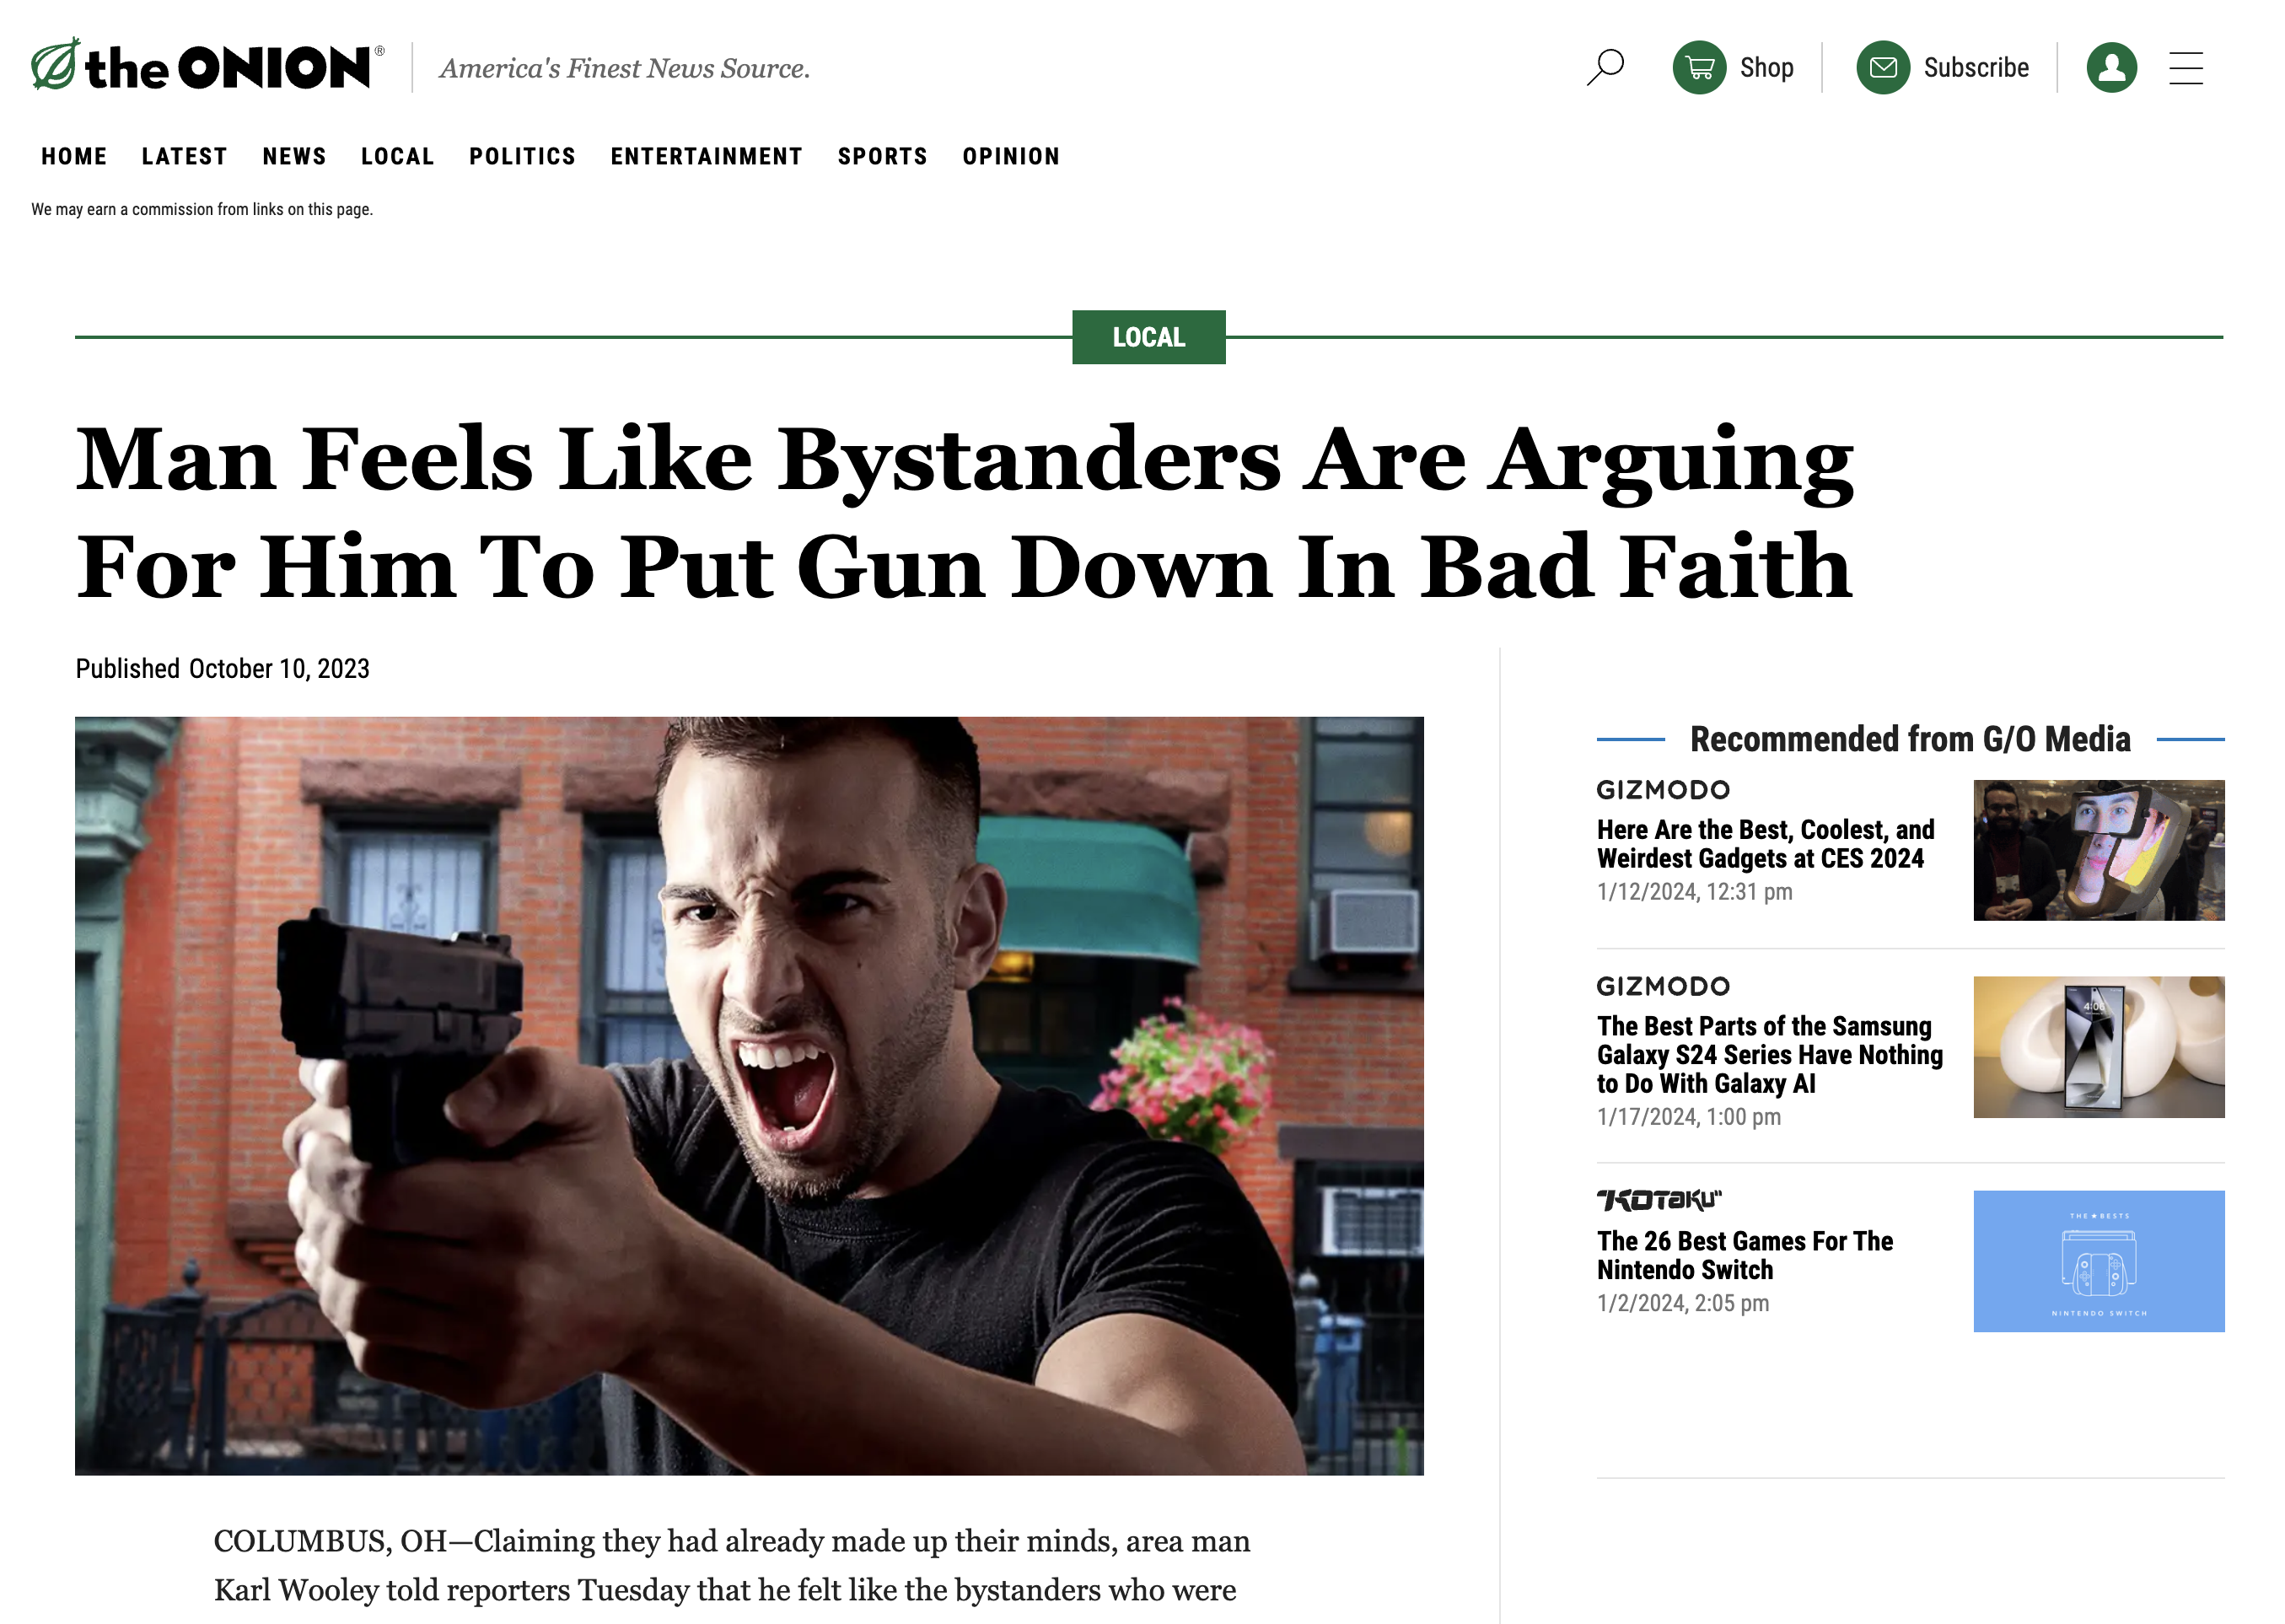 the ONION®
America's Finest News Source.
Shop
Subscribe
HOME LATEST NEWS LOCAL POLITICS ENTERTAINMENT SPORTS OPINION
We may earn a commission from links on this page.
LOCAL
Man Feels Like Bystanders Are Arguing
For Him To Put Gun Down In Bad Faith
Published October 10, 2023
COLUMBUS, OH—Claiming they had already made up their minds, area man
Karl Wooley told reporters Tuesday that he felt like the bystanders who were
Recommended from G/O Media
GIZMODO
Here Are the Best, Coolest, and
Weirdest Gadgets at CES 2024
1/12/2024, 12:31 pm
GIZMODO
The Best Parts of the Samsung
Galaxy S24 Series Have Nothing
to Do With Galaxy AI
1/17/2024, 1:00 pm
KOTAKU
The 26 Best Games For The
Nintendo Switch
1/2/2024, 2:05 pm
THE ★ BESTS
NINTENDO SWITCH